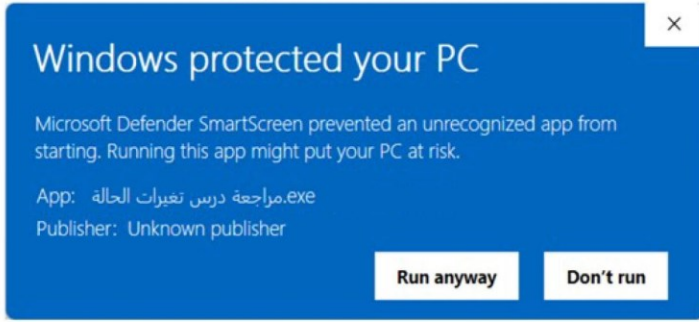 Windows protected your PC
Microsoft Defender SmartScreen prevented an unrecognized app from
starting. Running this app might put your PC at risk.
App: مراجعة درس تغيرات الحالة.exe
Publisher: Unknown publisher
Run anyway Don't run